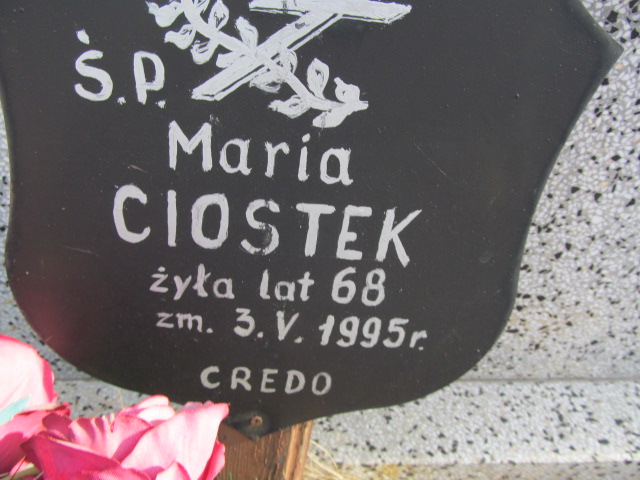 Ś.P.
Maria
CIOSTEK
żyła lat 68
zm. 3.V.1995r.
CREDO